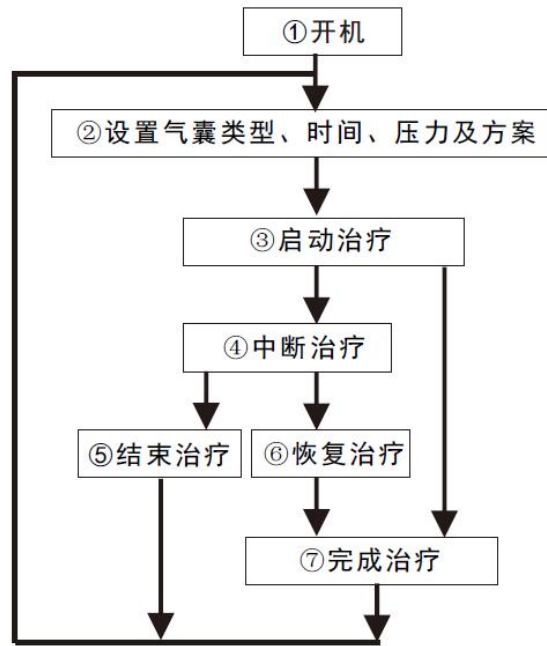 ①开机
②设置气囊类型、时间、压力及方案
③启动治疗
④中断治疗
⑤结束治疗
⑥恢复治疗
⑦完成治疗